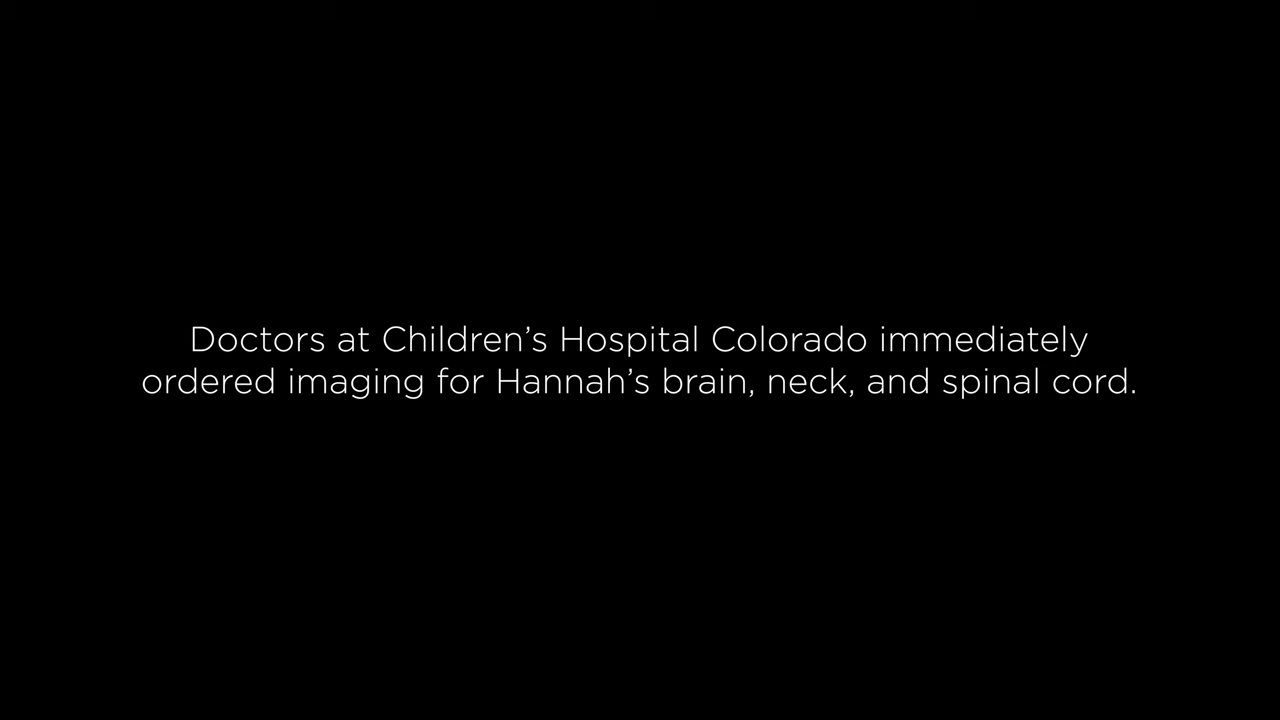 Doctors at Children’s Hospital Colorado immediately
ordered imaging for Hannah’s brain, neck, and spinal cord.